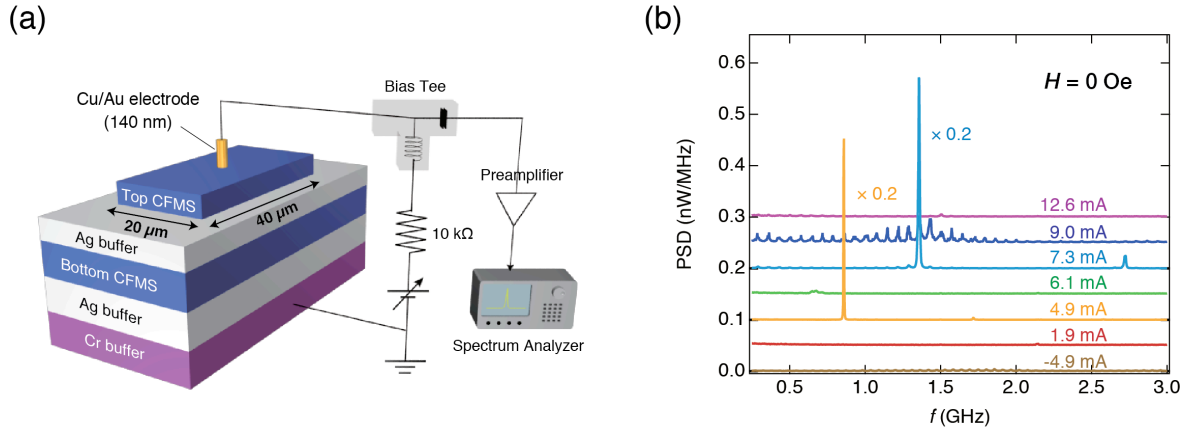 (a)
Cu/Au electrode
(140 nm)
Bias Tee
Preamplifier
Top CFMS
20 μm
40 μm
Ag buffer
Bottom CFMS
Ag buffer
Cr buffer
10 kΩ
Spectrum Analyzer
(b)
PSD (nW/MHz)
0.6
0.5
0.4
0.3
0.2
0.1
0.0
H = 0 Oe
× 0.2
× 0.2
12.6 mA
9.0 mA
7.3 mA
6.1 mA
4.9 mA
1.9 mA
-4.9 mA
0.5 1.0 1.5 2.0 2.5 3.0
f (GHz)